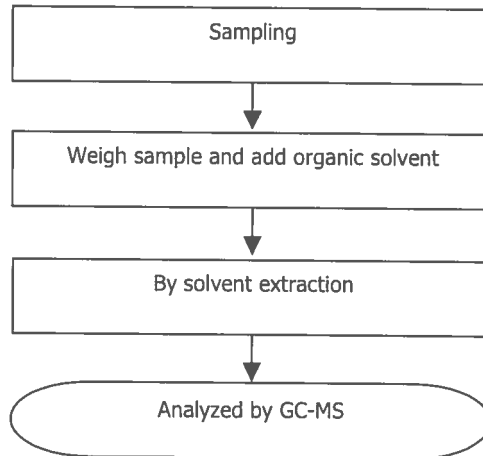 Sampling
Weigh sample and add organic solvent
By solvent extraction
Analyzed by GC-MS